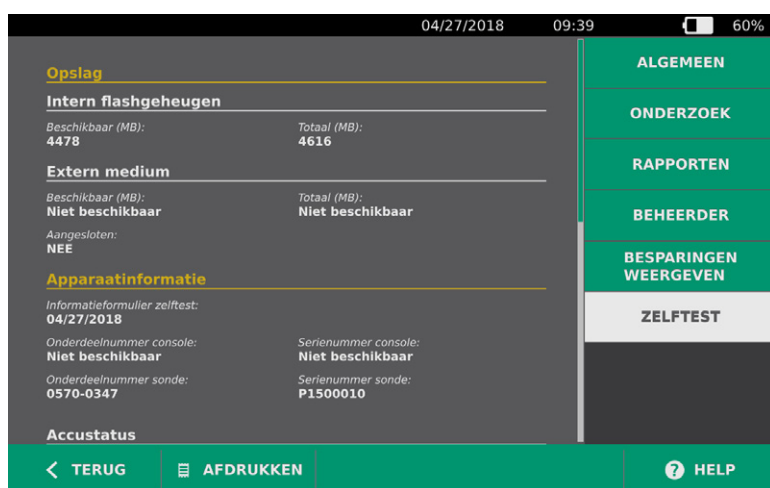 04/27/2018 09:39 60%
Opslag
Intern flashgeheugen
Beschikbaar (MB): Totaal (MB):
4478 4616
Extern medium
Beschikbaar (MB): Totaal (MB):
Niet beschikbaar Niet beschikbaar
Aangesloten:
NEE
Apparaatinformatie
Informatieformulier zelftest:
04/27/2018
Onderdeelnummer console: Serienummer console:
Niet beschikbaar Niet beschikbaar
Onderdeelnummer sonde: Serienummer sonde:
0570-0347 P1500010
Accustatus
ALGEMEEN
ONDERZOEK
RAPPORTEN
BEHEERDER
BESPARINGEN
WEERGEVEN
ZELFTEST
TERUG AFDRUKKEN ? HELP